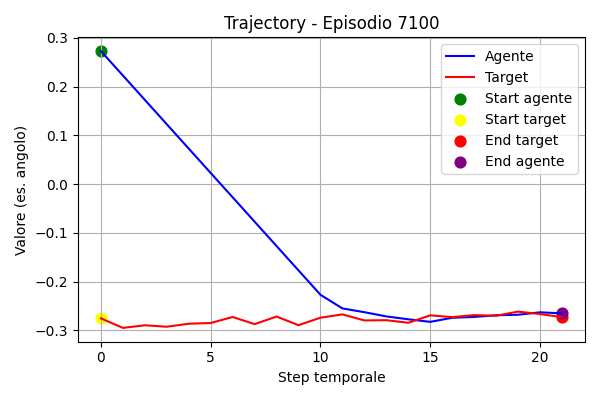 Trajectory - Episodio 7100
Valore (es. angolo)
0.3
0.2
0.1
0.0
−0.1
−0.2
−0.3
Agente
Target
Start agente
Start target
End target
End agente
0 5 10 15 20
Step temporale